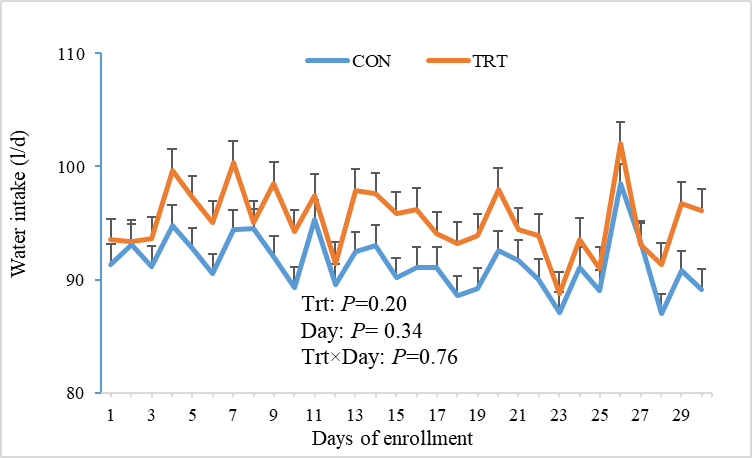 110
CON TRT
100
Water intake (l/d)
90
Trt: P=0.20
Day: P= 0.34
Trt×Day: P=0.76
80
1 3 5 7 9 11 13 15 17 19 21 23 25 27 29
Days of enrollment